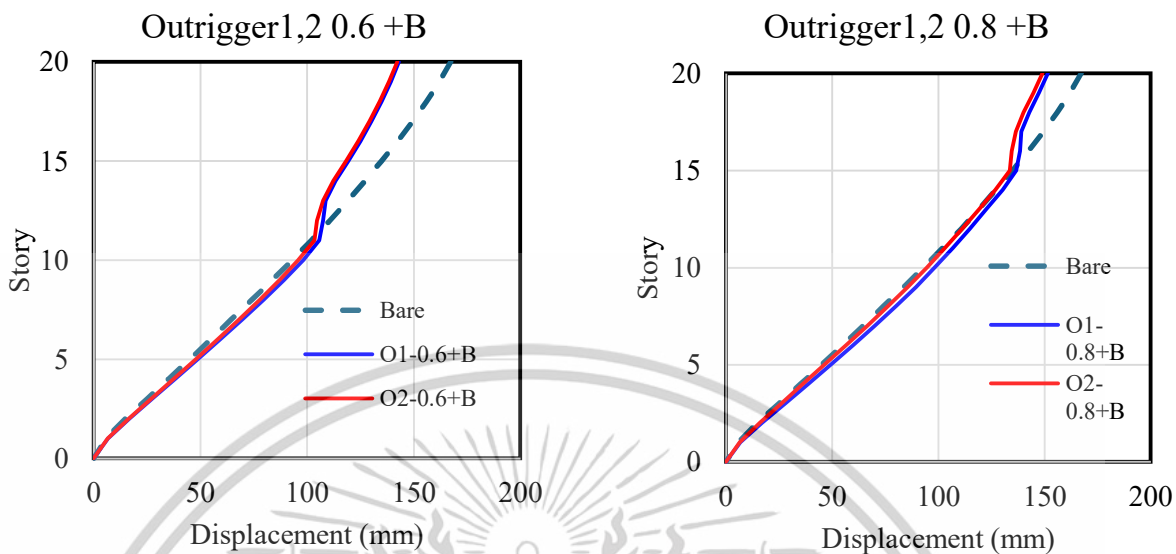 Outrigger1,2 0.6 +B
20
15
10
5
0
Story
Bare
O1-0.6+B
O2-0.6+B
0 50 100 150 200
Displacement (mm)
Outrigger1,2 0.8 +B
20
15
10
5
0
Story
Bare
O1-
0.8+B
O2-
0.8+B
0 50 100 150 200
Displacement (mm)